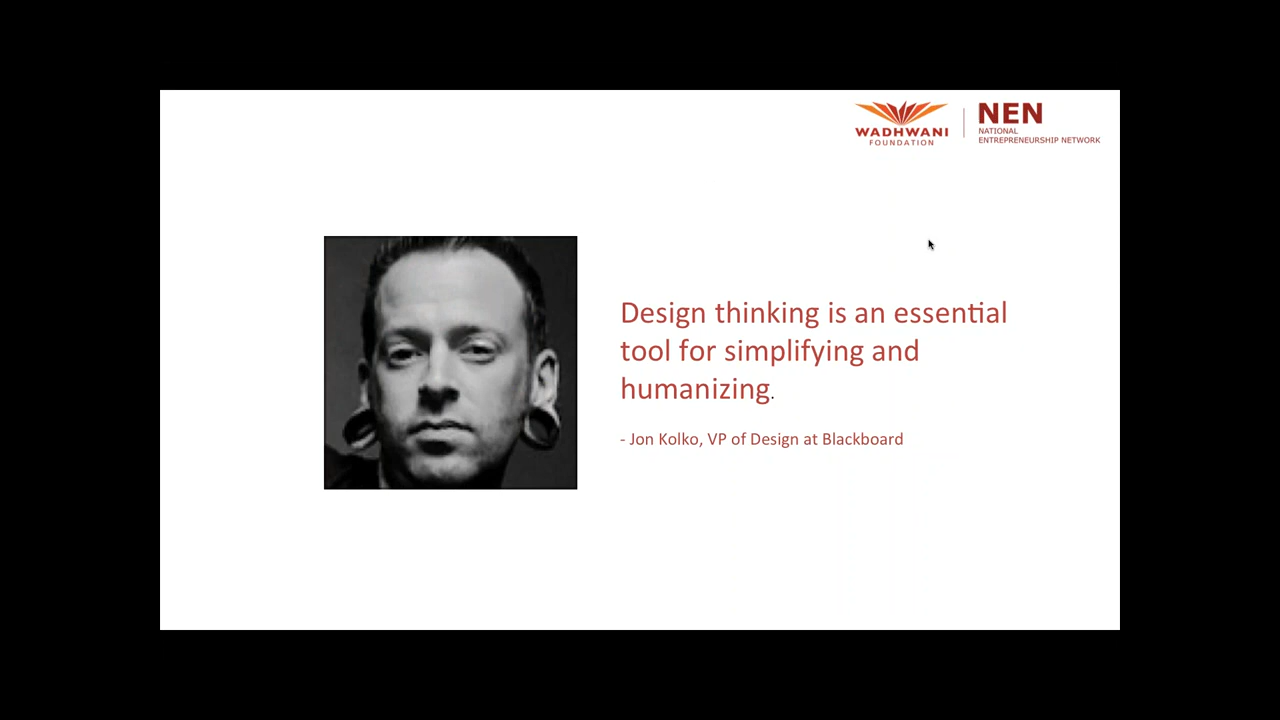 WADHWANI
FOUNDATION
NEN
NATIONAL
ENTREPRENEURSHIP NETWORK
Design thinking is an essential
tool for simplifying and
humanizing.
- Jon Kolko, VP of Design at Blackboard